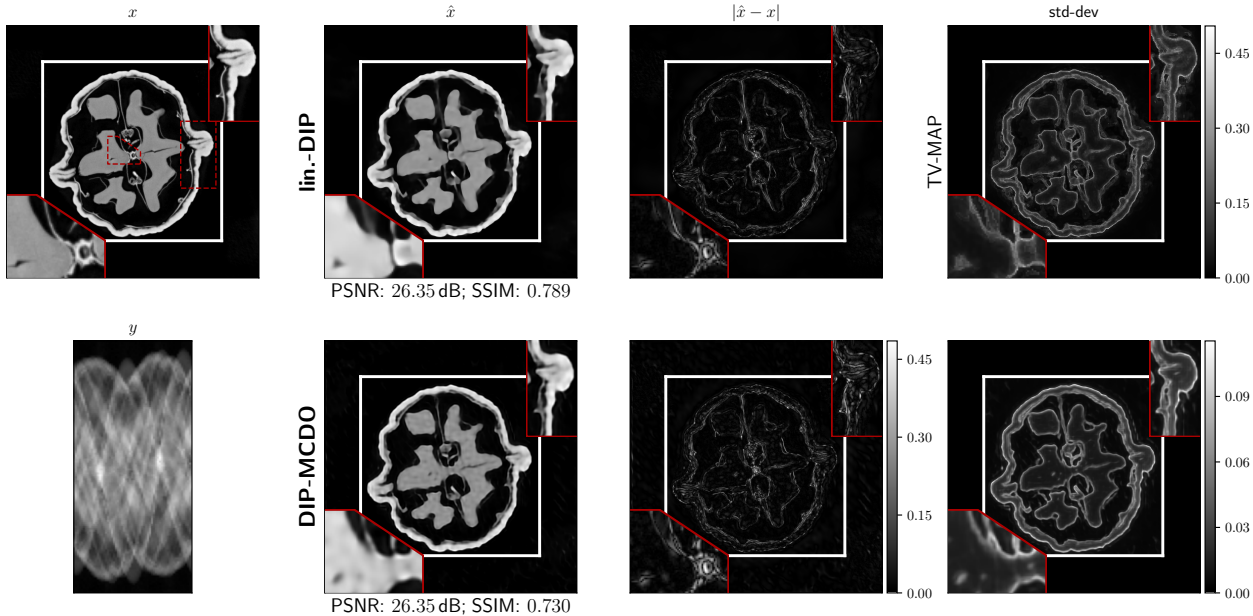 x
x̂
|x̂ − x|
std-dev
lin.-DIP
TV-MAP
0.45
0.30
0.15
0.00
PSNR: 26.35 dB; SSIM: 0.789
y
DIP-MCDO
0.45
0.30
0.15
0.00
0.09
0.06
0.03
0.00
PSNR: 26.35 dB; SSIM: 0.730